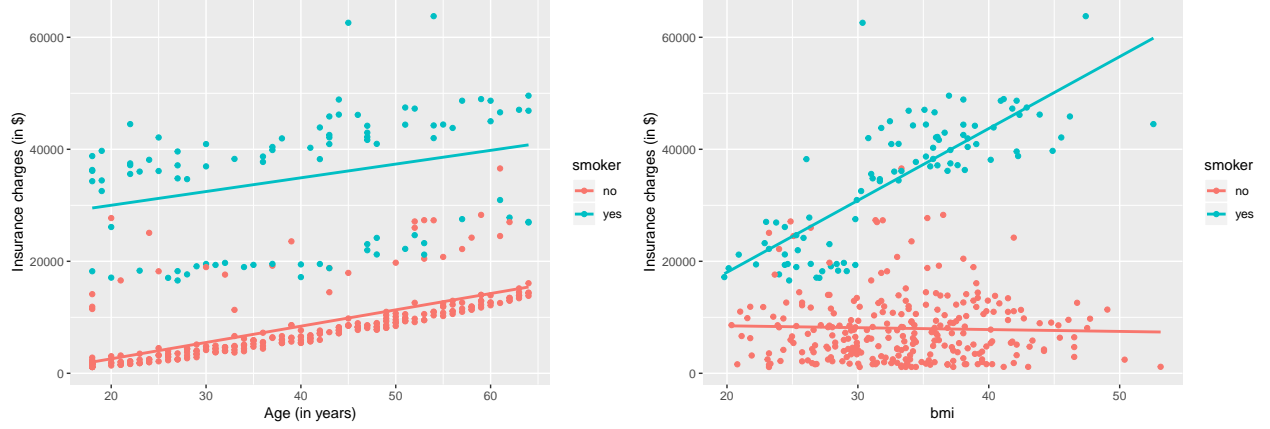 60000
40000
20000
0
Insurance charges (in $)
20
30
40
50
60
Age (in years)
smoker
no
yes
60000
40000
20000
0
Insurance charges (in $)
20
30
40
50
bmi
smoker
no
yes